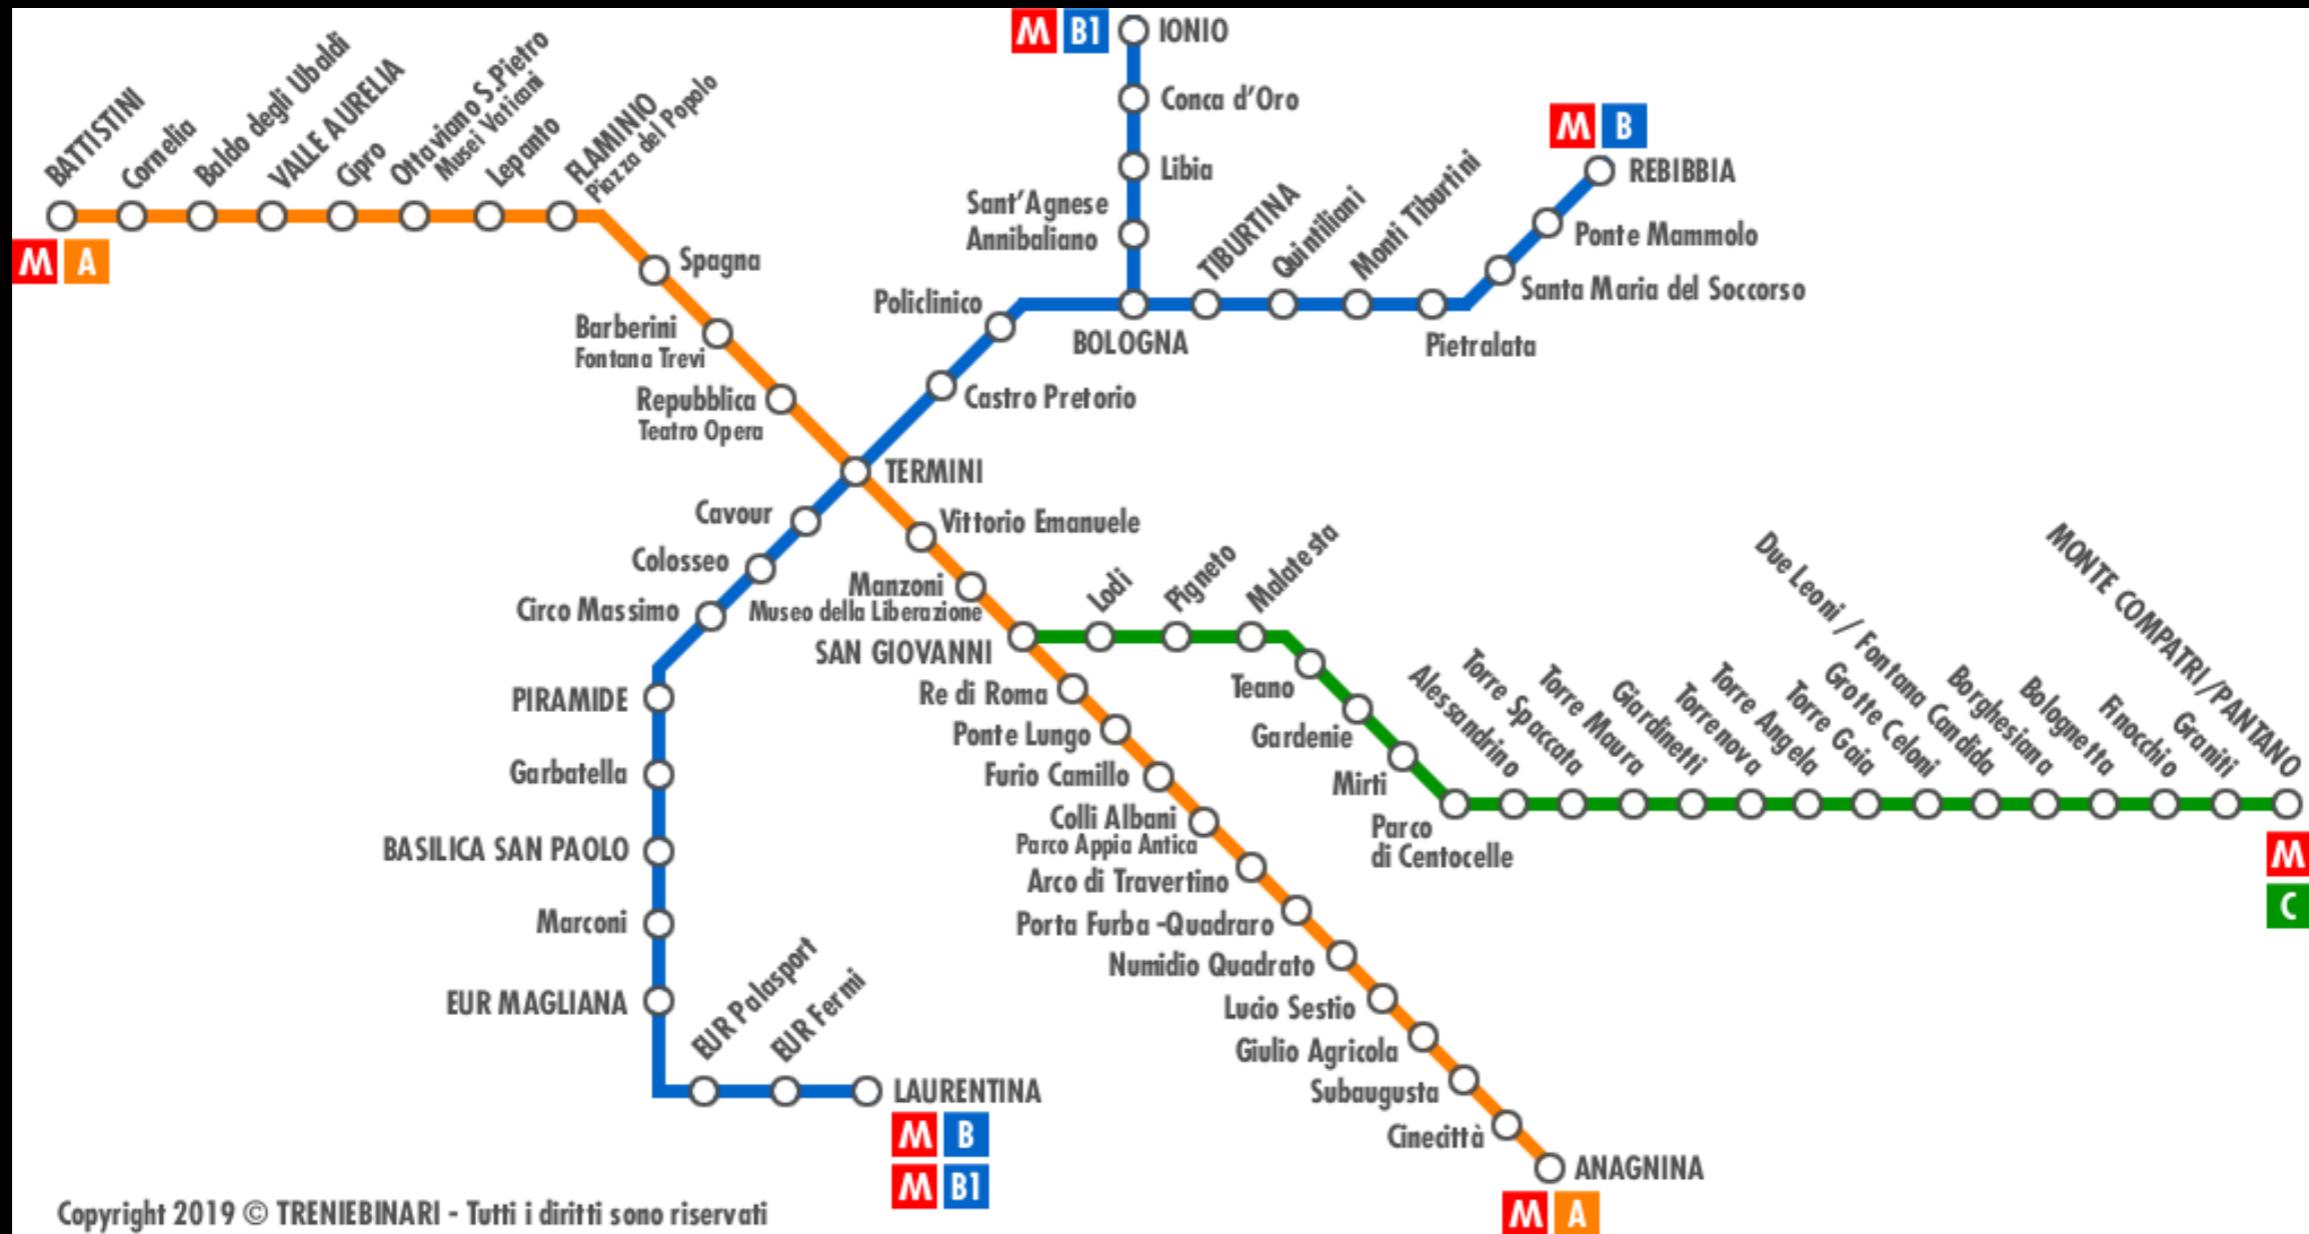 BATTISTINI
Cornelia
Baldo degli Ubaldi
VALLE AURELIA
Cipro
Ottaviano S.Pietro
Musei Vaticani
Lepanto
FLAMINIO
Piazza del Popolo
M A
Spagna
Barberini
Fontana Trevi
Repubblica
Teatro Opera
TERMINI
Vittorio Emanuele
Manzoni
Museo della Liberazione
SAN GIOVANNI
Re di Roma
Ponte Lungo
Furio Camillo
Colli Albani
Parco Appia Antica
Arco di Travertino
Porta Furba -Quadraro
Numidio Quadrato
Lucio Sestio
Giulio Agricola
Subaugusta
Cinecittà
ANAGNINA
M A
M B1
IONIO
Conca d'Oro
Libia
Sant'Agnese
Annibaliano
M B
REBIBBIA
Ponte Mammolo
Santa Maria del Soccorso
Pietralata
Monti Tiburtini
Quintiliani
TIBURTINA
BOLOGNA
Policlinico
Castro Pretorio
Cavour
Colosseo
Circo Massimo
PIRAMIDE
Garbatella
BASILICA SAN PAOLO
Marconi
EUR MAGLIANA
EUR Palasport
EUR Fermi
LAURENTINA
M B
M B1
Lodi
Pigneto
Malatesta
Teano
Gardenie
Mirti
Parco
di Centocelle
Alessandrino
Torre Spaccata
Torre Maura
Giardinetti
Torrenova
Torre Angela
Torre Gaia
Grotte Celoni
Due Leoni / Fontana Candida
Borghesiana
Bolognetta
Finocchio
Graniti
MONTE COMPATRI/PANTANO
M
C
Copyright 2019 © TRENIEBINARI - Tutti i diritti sono riservati